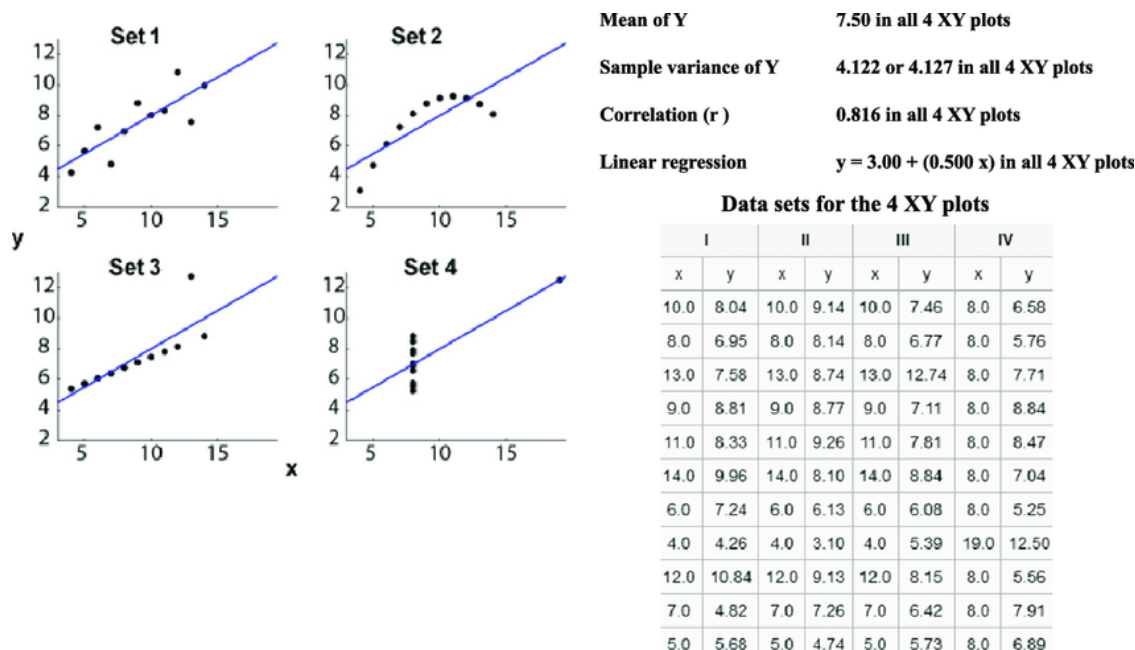 Set 1
12
10
8
6
4
2
5 10 15
Set 2
12
10
8
6
4
2
5 10 15
y
Set 3
12
10
8
6
4
2
5 10 15
Set 4
12
10
8
6
4
2
5 10 15
x
Mean of Y 7.50 in all 4 XY plots
Sample variance of Y 4.122 or 4.127 in all 4 XY plots
Correlation (r ) 0.816 in all 4 XY plots
Linear regression y = 3.00 + (0.500 x) in all 4 XY plots
Data sets for the 4 XY plots
I II III IV
x y x y x y x y
10.0 8.04 10.0 9.14 10.0 7.46 8.0 6.58
8.0 6.95 8.0 8.14 8.0 6.77 8.0 5.76
13.0 7.58 13.0 8.74 13.0 12.74 8.0 7.71
9.0 8.81 9.0 8.77 9.0 7.11 8.0 8.84
11.0 8.33 11.0 9.26 11.0 7.81 8.0 8.47
14.0 9.96 14.0 8.10 14.0 8.84 8.0 7.04
6.0 7.24 6.0 6.13 6.0 6.08 8.0 5.25
4.0 4.26 4.0 3.10 4.0 5.39 19.0 12.50
12.0 10.84 12.0 9.13 12.0 8.15 8.0 5.56
7.0 4.82 7.0 7.26 7.0 6.42 8.0 7.91
5.0 5.68 5.0 4.74 5.0 5.73 8.0 6.89